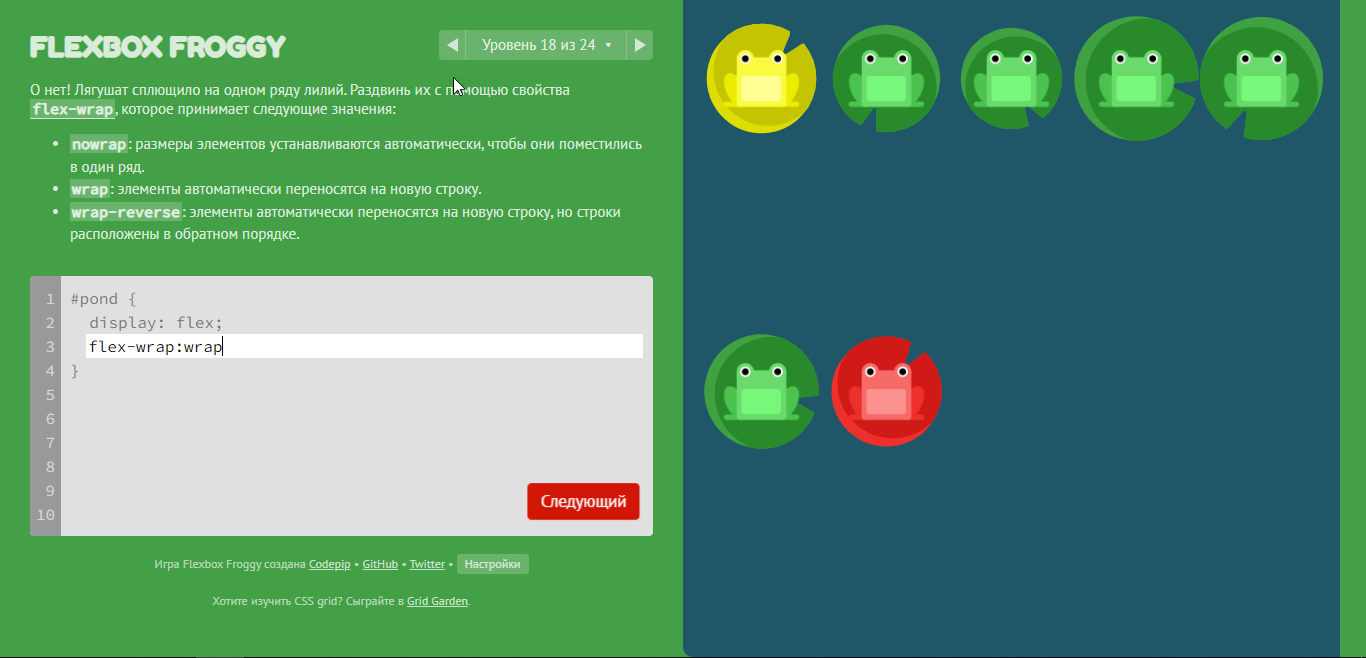 FLEXBOX FROGGY
Уровень 18 из 24
О нет! Лягушат сплющило на одном ряду лилий. Раздвинь их с помощью свойства
flex-wrap, которое принимает следующие значения:
nowrap: размеры элементов устанавливаются автоматически, чтобы они поместились
в один ряд.
wrap: элементы автоматически переносятся на новую строку.
wrap-reverse: элементы автоматически переносятся на новую строку, но строки
расположены в обратном порядке.
1 #pond {
2 display: flex;
3 flex-wrap:wrap
4 }
5
6
7
8
9
10
Следующий
Игра Flexbox Froggy создана Codepip • GitHub • Twitter • Настройки
Хотите изучить CSS grid? Сыграйте в Grid Garden.